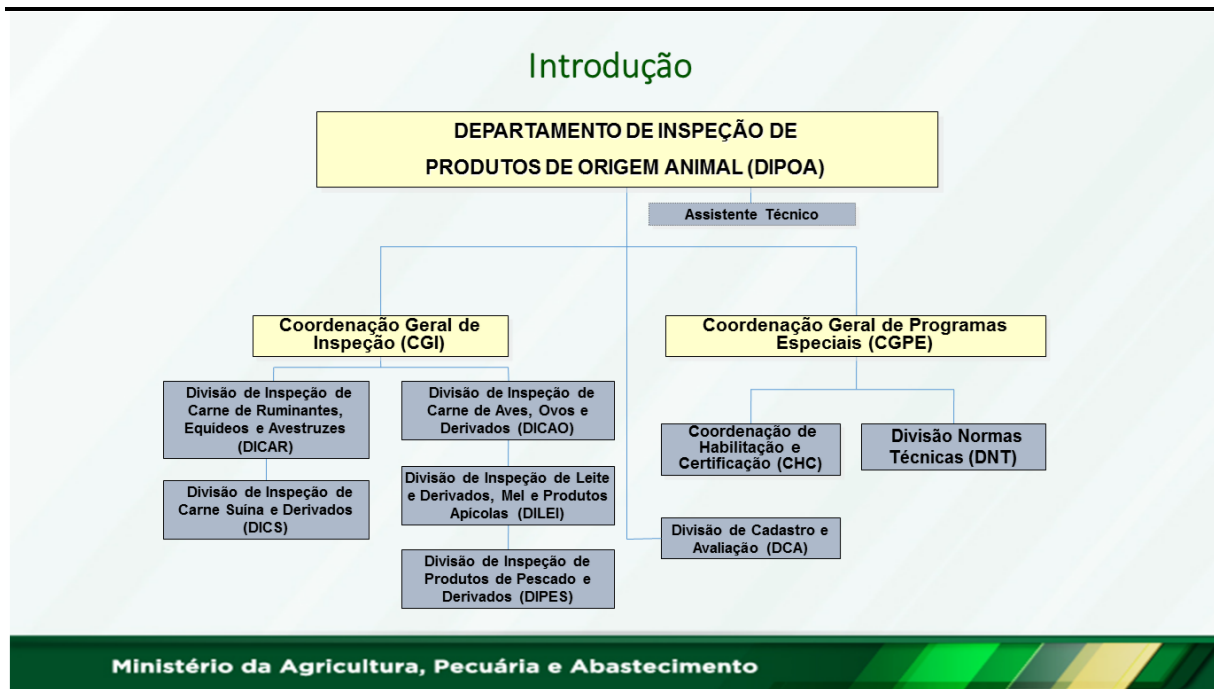 Introdução
DEPARTAMENTO DE INSPEÇÃO DE
PRODUTOS DE ORIGEM ANIMAL (DIPOA)
Assistente Técnico
Coordenação Geral de
Inspeção (CGI)
Coordenação Geral de Programas
Especiais (CGPE)
Divisão de Inspeção de
Carne de Ruminantes,
Equídeos e Avestruzes
(DICAR)
Divisão de Inspeção de
Carne de Aves, Ovos e
Derivados (DICAO)
Coordenação de
Habilitação e
Certificação (CHC)
Divisão Normas
Técnicas (DNT)
Divisão de Inspeção de
Carne Suína e Derivados
(DICS)
Divisão de Inspeção de Leite
e Derivados, Mel e Produtos
Apícolas (DILEI)
Divisão de Cadastro e
Avaliação (DCA)
Divisão de Inspeção de
Produtos de Pescado e
Derivados (DIPES)
Ministério da Agricultura, Pecuária e Abastecimento